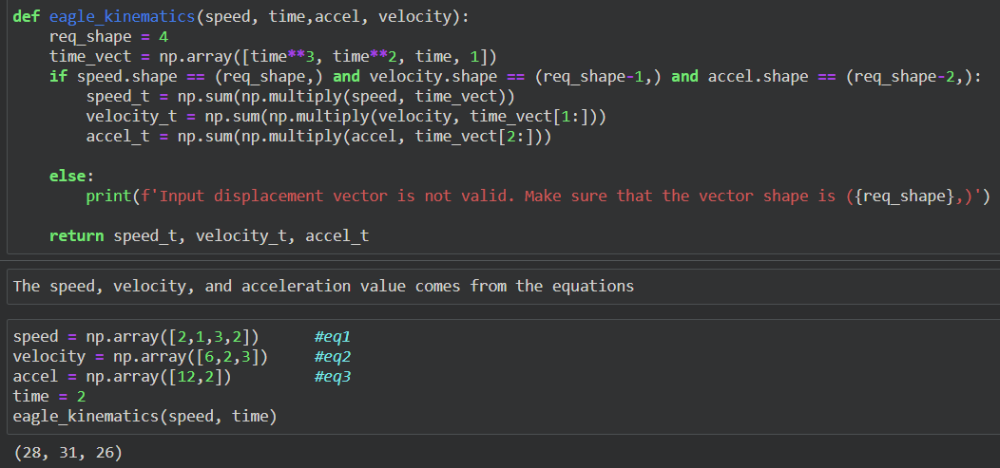 def eagle_kinematics(speed, time,accel, velocity):
    req_shape = 4
    time_vect = np.array([time**3, time**2, time, 1])
    if speed.shape == (req_shape,) and velocity.shape == (req_shape-1,) and accel.shape == (req_shape-2,):
        speed_t = np.sum(np.multiply(speed, time_vect))
        velocity_t = np.sum(np.multiply(velocity, time_vect[1:]))
        accel_t = np.sum(np.multiply(accel, time_vect[2:]))
    else:
        print(f'Input displacement vector is not valid. Make sure that the vector shape is ({req_shape},)')
    return speed_t, velocity_t, accel_t
The speed, velocity, and acceleration value comes from the equations
speed = np.array([2,1,3,2])      #eq1
velocity = np.array([6,2,3])     #eq2
accel = np.array([12,2])         #eq3
time = 2
eagle_kinematics(speed, time)
(28, 31, 26)